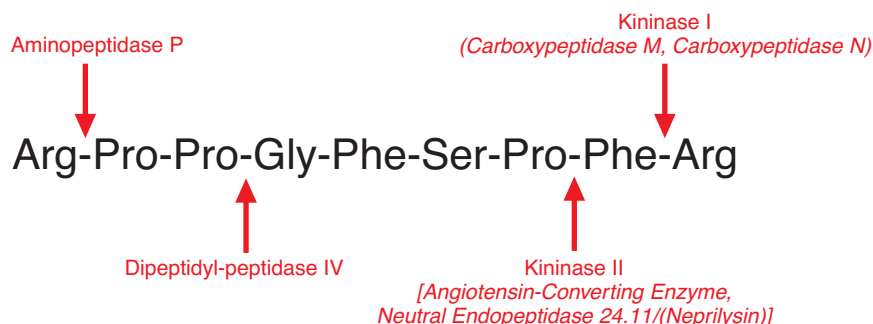 Kininase I
Aminopeptidase P
(Carboxypeptidase M, Carboxypeptidase N)
Arg-Pro-Pro-Gly-Phe-Ser-Pro-Phe-Arg
Dipeptidyl-peptidase IV
Kininase II
[Angiotensin-Converting Enzyme,
Neutral Endopeptidase 24.11/(Neprilysin)]